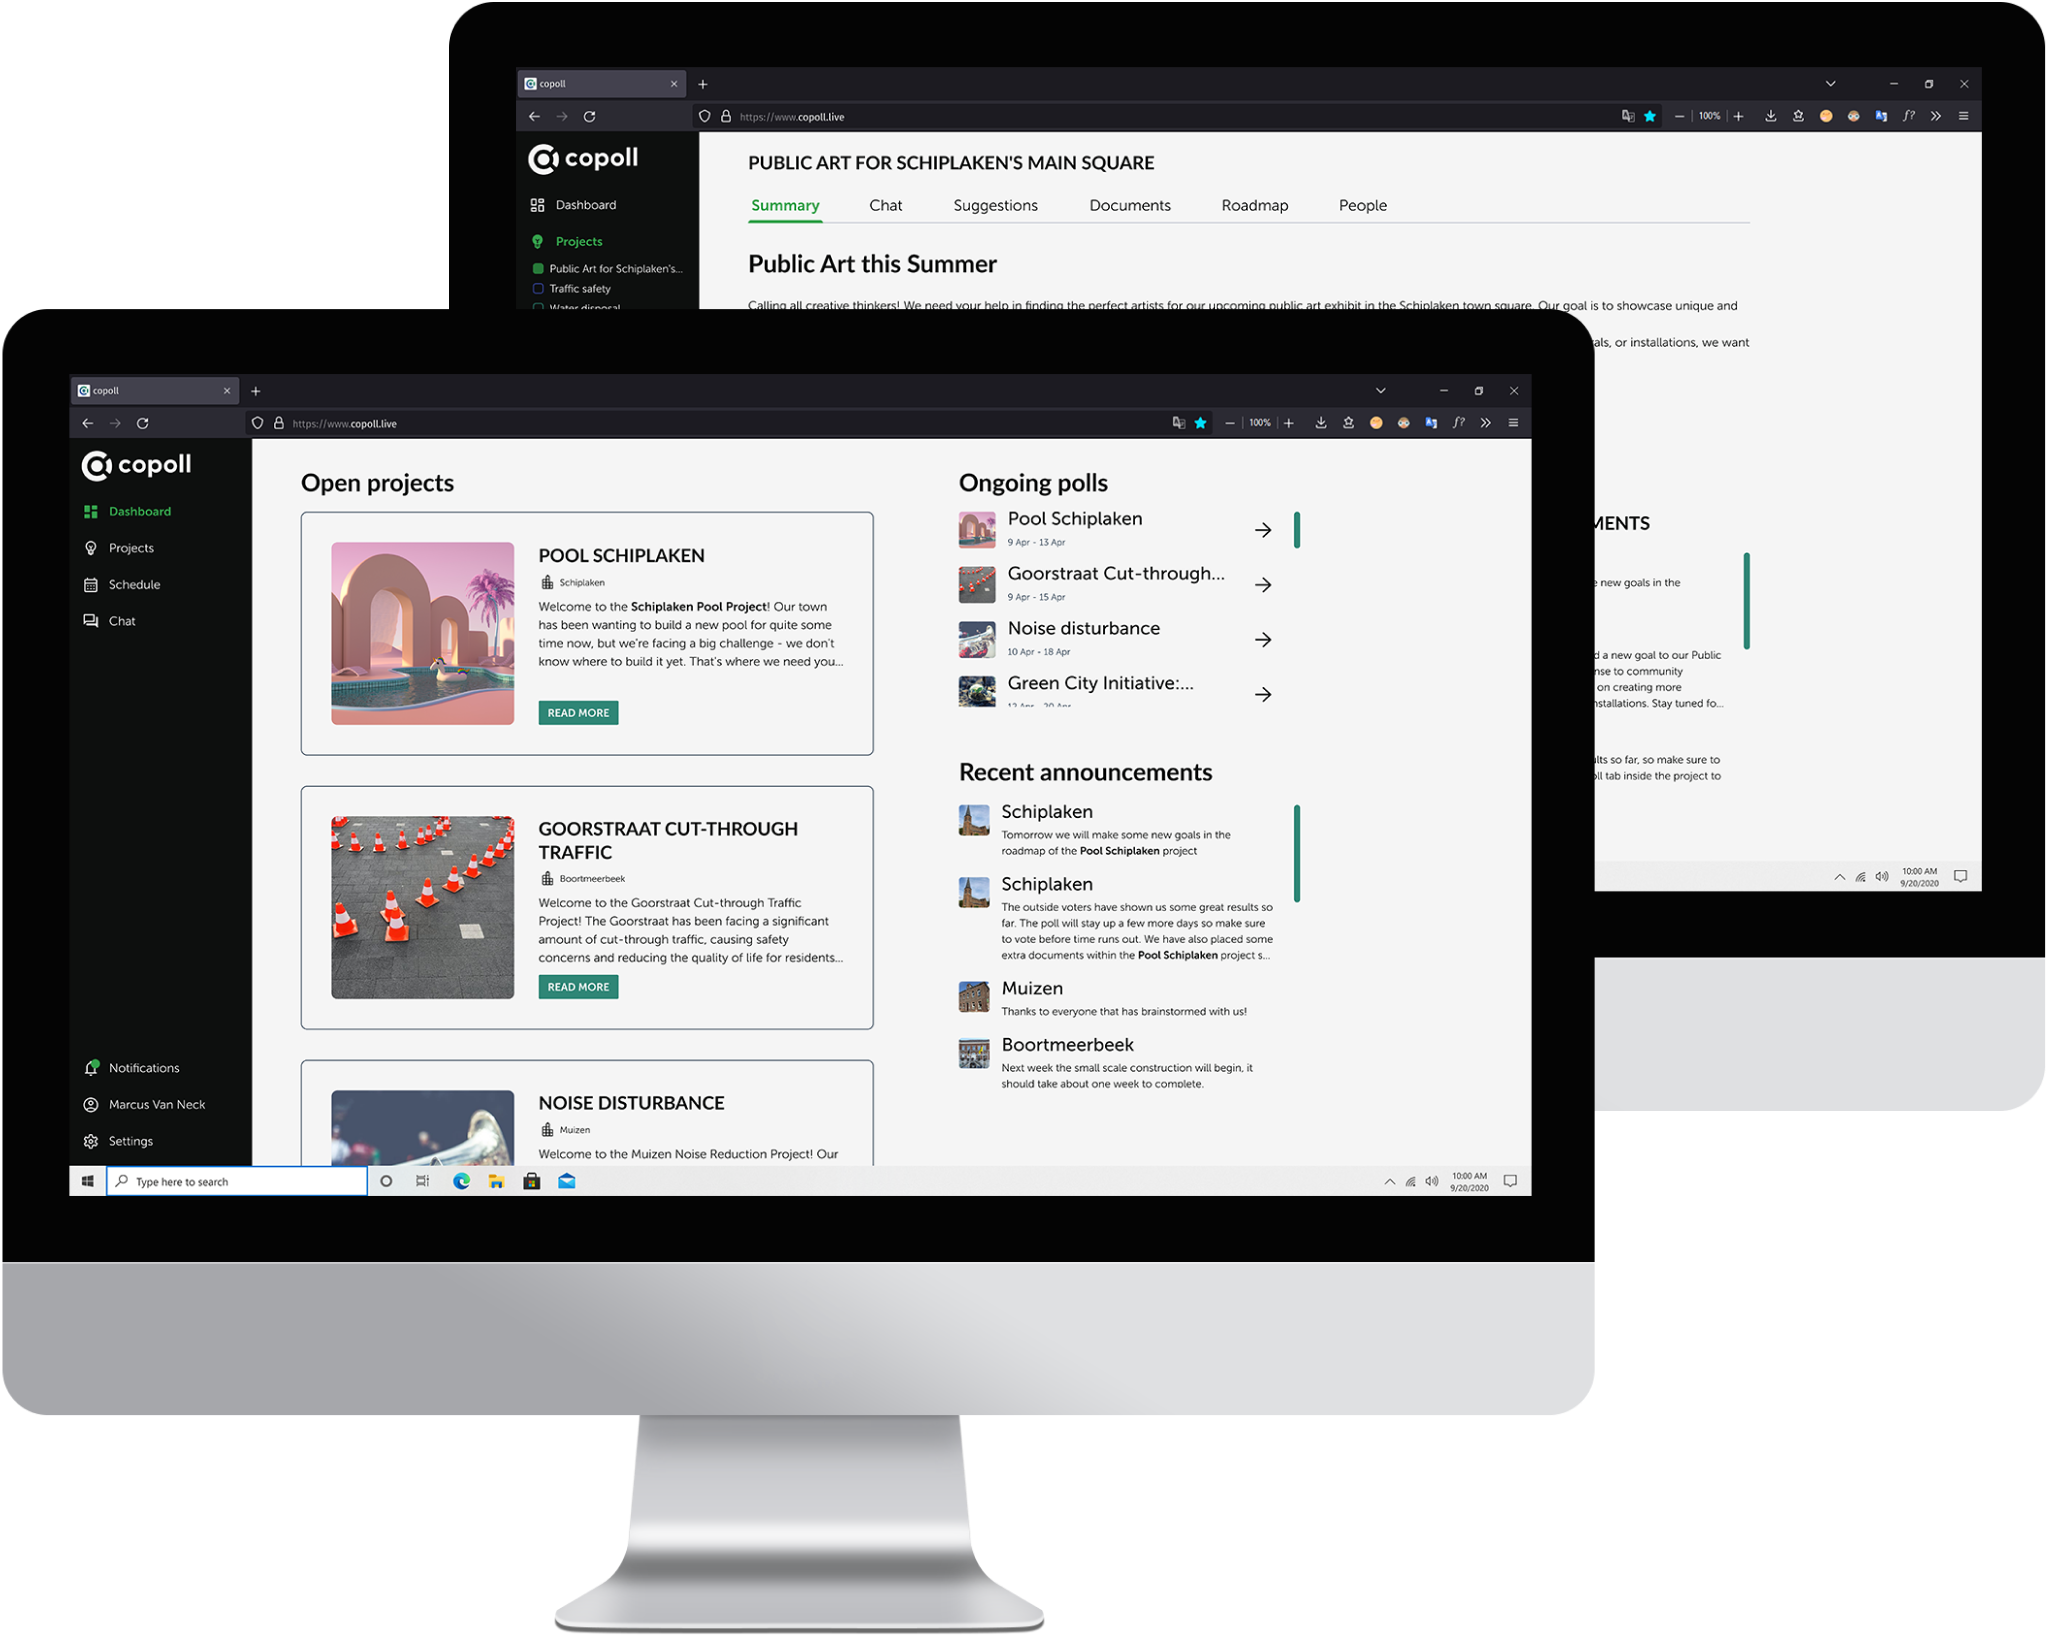 copoll
https://www.copoll.live
100%
copoll
Dashboard
Projects
Public Art for Schiplaken's...
Traffic safety
Water disposal
PUBLIC ART FOR SCHIPLAKEN'S MAIN SQUARE
Summary
Chat
Suggestions
Documents
Roadmap
People
Public Art this Summer
Calling all creative thinkers! We need your help in finding the perfect artists for our upcoming public art exhibit in the Schiplaken town square. Our goal is to showcase unique and
or installations, we want
new goals in the
d a new goal to our Public
to community
on creating more
Stay tuned fo...
so far, so make sure to
tab inside the project to
10:00 AM
9/20/2020
copoll
https://www.copoll.live
100%
copoll
Dashboard
Projects
Schedule
Chat
Notifications
Marcus Van Neck
Settings
Open projects
POOL SCHIPLAKEN
Schiplaken
Welcome to the Schiplaken Pool Project! Our town
has been wanting to build a new pool for quite some
time now, but we're facing a big challenge - we don't
know where to build it yet. That's where we need you...
READ MORE
GOORSTRAAT CUT-THROUGH
TRAFFIC
Boortmeerbeek
Welcome to the Goorstraat Cut-through Traffic
Project! The Goorstraat has been facing a significant
amount of cut-through traffic, causing safety
concerns and reducing the quality of life for residents...
READ MORE
NOISE DISTURBANCE
Muizen
Welcome to the Muizen Noise Reduction Project! Our
Ongoing polls
Pool Schiplaken
9 Apr - 13 Apr
Goorstraat Cut-through...
9 Apr - 15 Apr
Noise disturbance
10 Apr - 18 Apr
Green City Initiative:...
12 Apr - 20 Apr
Recent announcements
Schiplaken
Tomorrow we will make some new goals in the
roadmap of the Pool Schiplaken project
Schiplaken
The outside voters have shown us some great results so
far. The poll will stay up a few more days so make sure
to vote before time runs out. We have also placed some
extra documents within the Pool Schiplaken project s...
Muizen
Thanks to everyone that has brainstormed with us!
Boortmeerbeek
Next week the small scale construction will begin, it
should take about one week to complete.
Type here to search
10:00 AM
9/20/2020